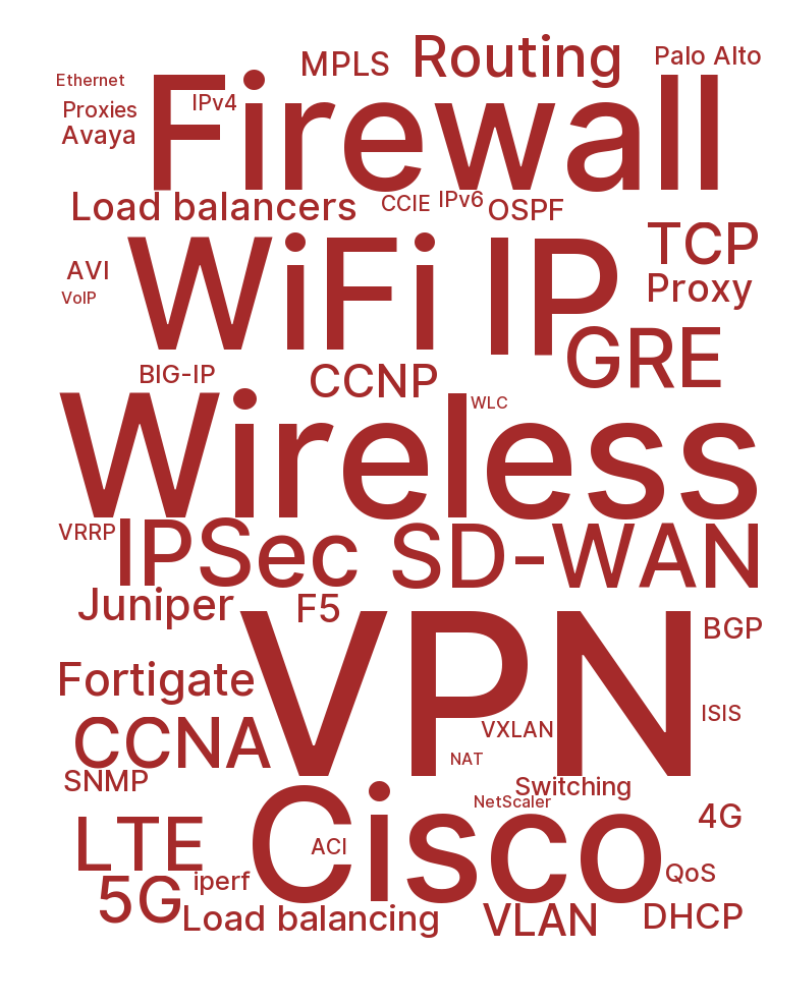 Routing
MPLS
Palo Alto
Ethernet
Firewall
IPv4
Proxies
Avaya
Load balancers
CCIE
IPv6
OSPF
TCP
WiFi
IP
AVI
Proxy
VoIP
GRE
BIG-IP
CCNP
WLC
Wireless
VRRP
IPSec
SD-WAN
Juniper
F5
VPN
BGP
Fortigate
ISIS
CCNA
VXLAN
NAT
SNMP
Switching
NetScaler
Cisco
4G
LTE
ACI
5G
iperf
QoS
Load balancing
VLAN
DHCP